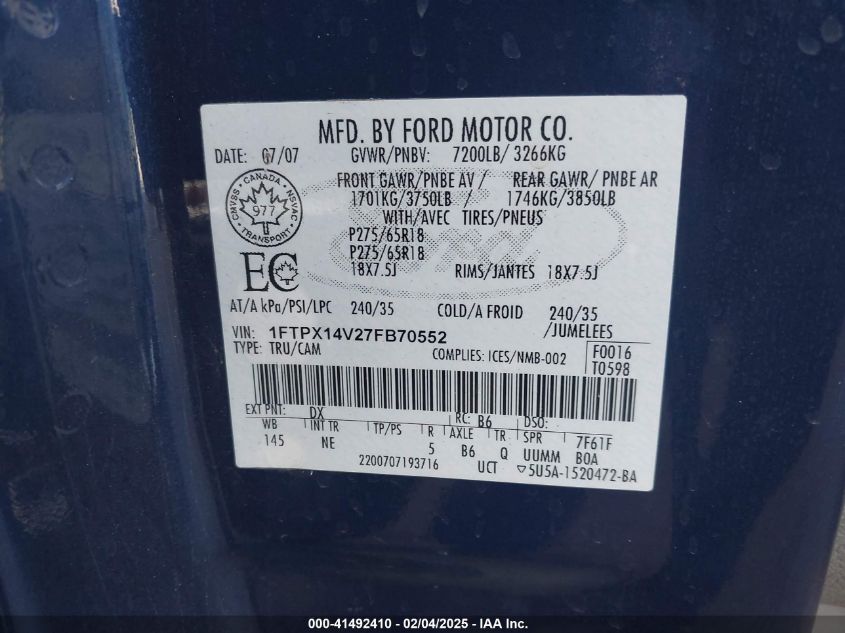 MFD. BY FORD MOTOR CO.
DATE: 07/07 GVWR/PNBV: 7200LB/ 3266KG
FRONT GAWR/PNBE AV / REAR GAWR/ PNBE AR
1701KG/3750LB / 1746KG/3850LB
WITH/AVEC TIRES/PNEUS
CANADA
CMVSS NSVAC
977
TRANSPORT
P275/65R18
P275/65R18
18X7.5J RIMS/JANTES 18X7.5J
EC
AT/A kPa/PSI/LPC 240/35 COLD/A FROID 240/35
/JUMELEES
VIN: 1FTPX14V27FB70552
TYPE: TRU/CAM COMPLIES: ICES/NMB-002 F0016
T0598
EXT PNT: DX RC: B6 DSO:
WB INT TR TP/PS R AXLE TR SPR 7F61F
145 NE 5 B6 Q UUMM BOA
2200707193716 UCT ▽5U5A-1520472-BA
000-41492410 - 02/04/2025 - IAA Inc.